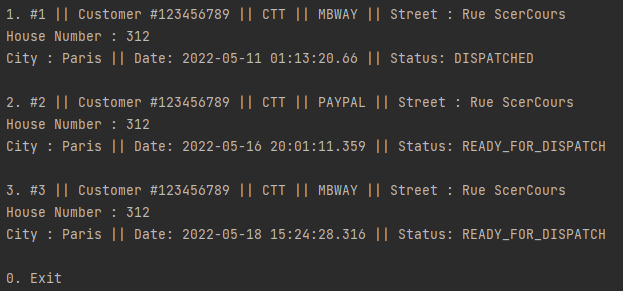 1. #1 || Customer #123456789 || CTT || MBWAY || Street : Rue ScerCours
House Number : 312
City : Paris || Date: 2022-05-11 01:13:20.66 || Status: DISPATCHED
2. #2 || Customer #123456789 || CTT || PAYPAL || Street : Rue ScerCours
House Number : 312
City : Paris || Date: 2022-05-16 20:01:11.359 || Status: READY_FOR_DISPATCH
3. #3 || Customer #123456789 || CTT || MBWAY || Street : Rue ScerCours
House Number : 312
City : Paris || Date: 2022-05-18 15:24:28.316 || Status: READY_FOR_DISPATCH
0. Exit